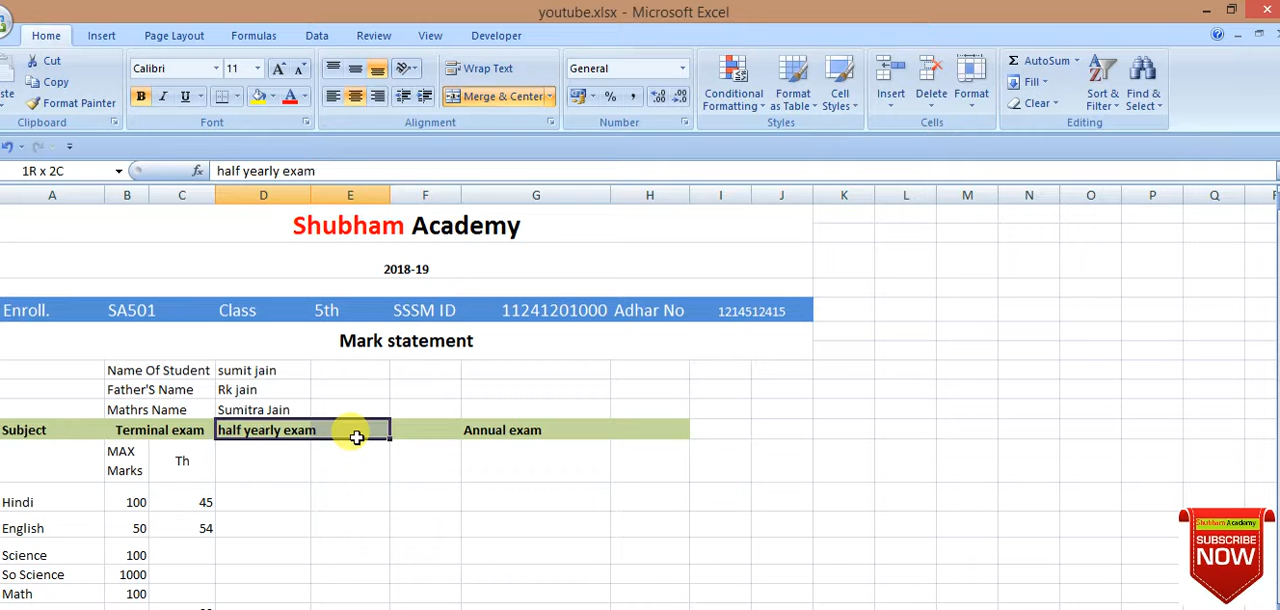 youtube.xlsx - Microsoft Excel
Home Insert Page Layout Formulas Data Review View Developer
Cut
Copy
Format Painter
Clipboard
Calibri 11
B I U
Font
Wrap Text
Merge & Center
Alignment
General
% ,
Number
Conditional Formatting
Format as Table
Cell Styles
Styles
Insert Delete Format
Cells
AutoSum
Fill
Clear
Sort & Filter
Find & Select
Editing
1R x 2C fx half yearly exam
A B C D E F G H I J K L M N O P Q
Shubham Academy
2018-19
Enroll. SA501 Class 5th SSSM ID 11241201000 Adhar No 1214512415
Mark statement
Name Of Student sumit jain
Father'S Name Rk jain
Mathrs Name Sumitra Jain
Subject Terminal exam half yearly exam Annual exam
MAX Marks Th
Hindi 100 45
English 50 54
Science 100
So Science 1000
Math 100
Shubham Academy
SUBSCRIBE
NOW